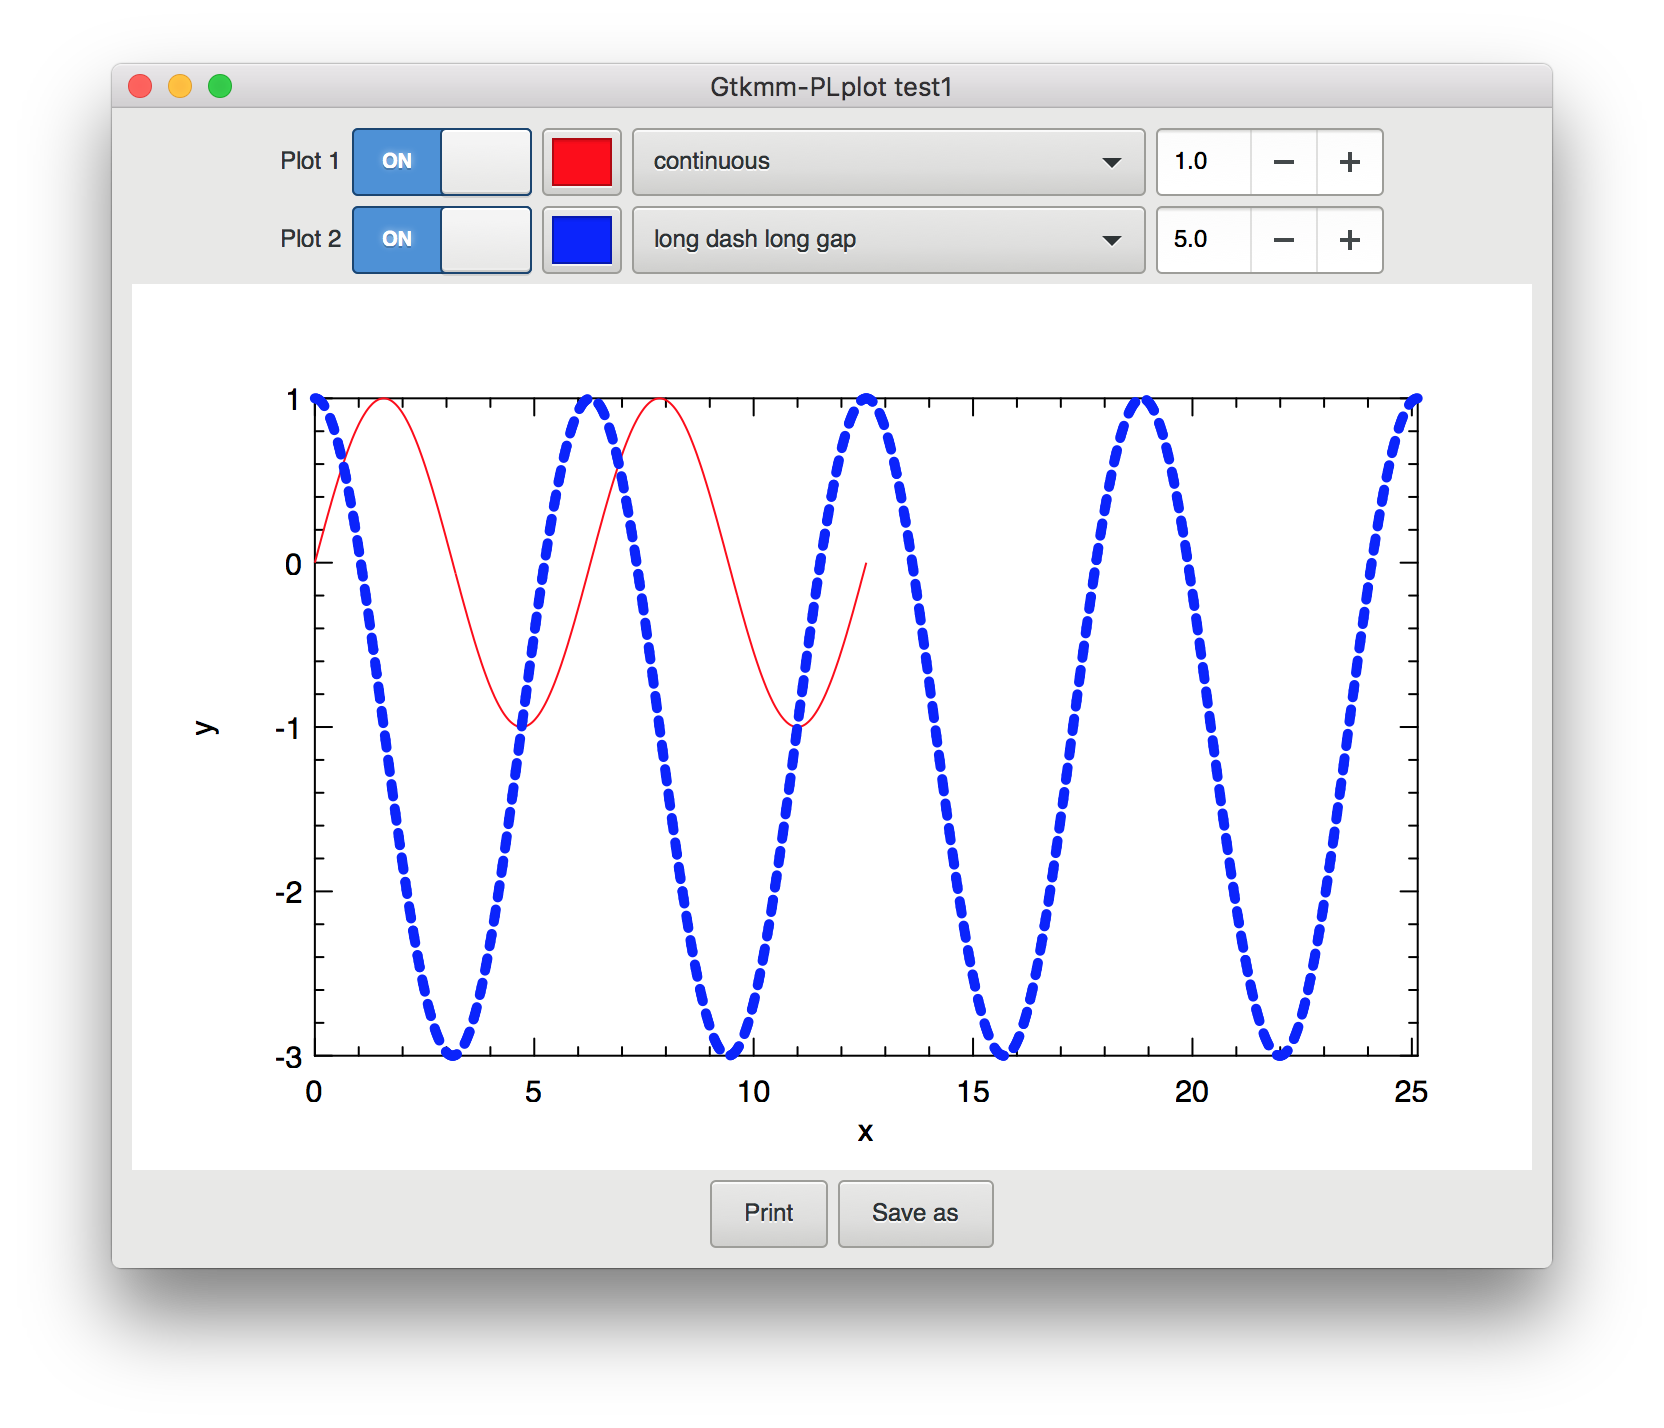 Gtkmm-PLplot test1
Plot 1 ON continuous 1.0 − +
Plot 2 ON long dash long gap 5.0 − +
1
0
-1
y
-2
-3
0 5 10 15 20 25
x
Print Save as